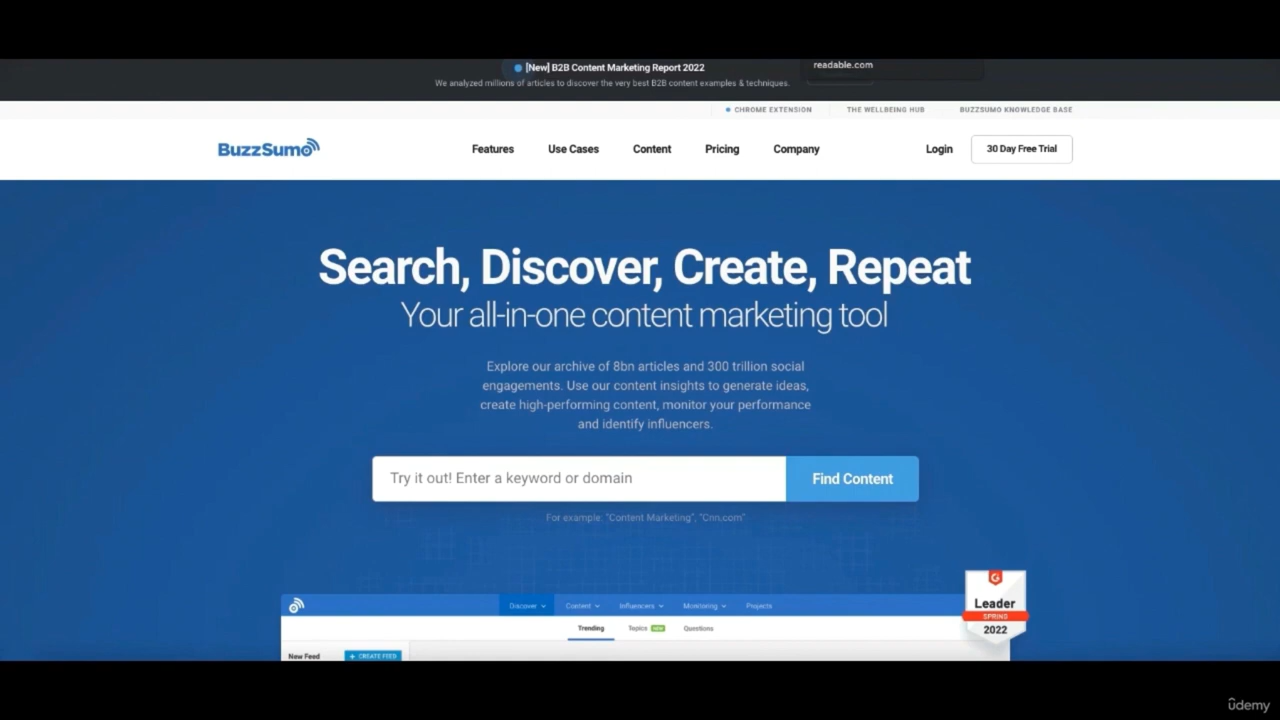 [New] B2B Content Marketing Report 2022
readable.com
We analyzed millions of articles to discover the very best B2B content examples & techniques.
CHROME EXTENSION THE WELLBEING HUB BUZZSUMO KNOWLEDGE BASE
BuzzSumo Features Use Cases Content Pricing Company Login 30 Day Free Trial
Search, Discover, Create, Repeat
Your all-in-one content marketing tool
Explore our archive of 8bn articles and 300 trillion social
engagements. Use our content insights to generate ideas,
create high-performing content, monitor your performance
and identify influencers.
Try it out! Enter a keyword or domain Find Content
For example: "Content Marketing", "Cnn.com"
Discover Content Influencers Monitoring Projects
Leader
SPRING
2022
Trending Topics NEW Questions
New Feed + CREATE FEED
ûdemy